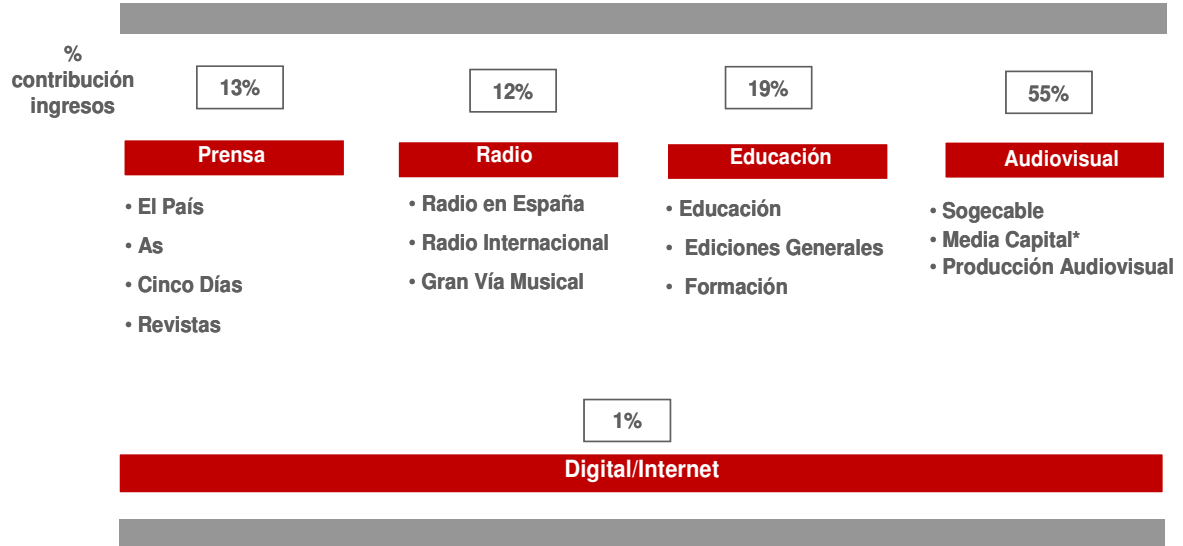 %
contribución
ingresos
13%
12%
19%
55%
Prensa
Radio
Educación
Audiovisual
• El País
• As
• Cinco Días
• Revistas
• Radio en España
• Radio Internacional
• Gran Vía Musical
• Educación
• Ediciones Generales
• Formación
• Sogecable
• Media Capital*
• Producción Audiovisual
1%
Digital/Internet